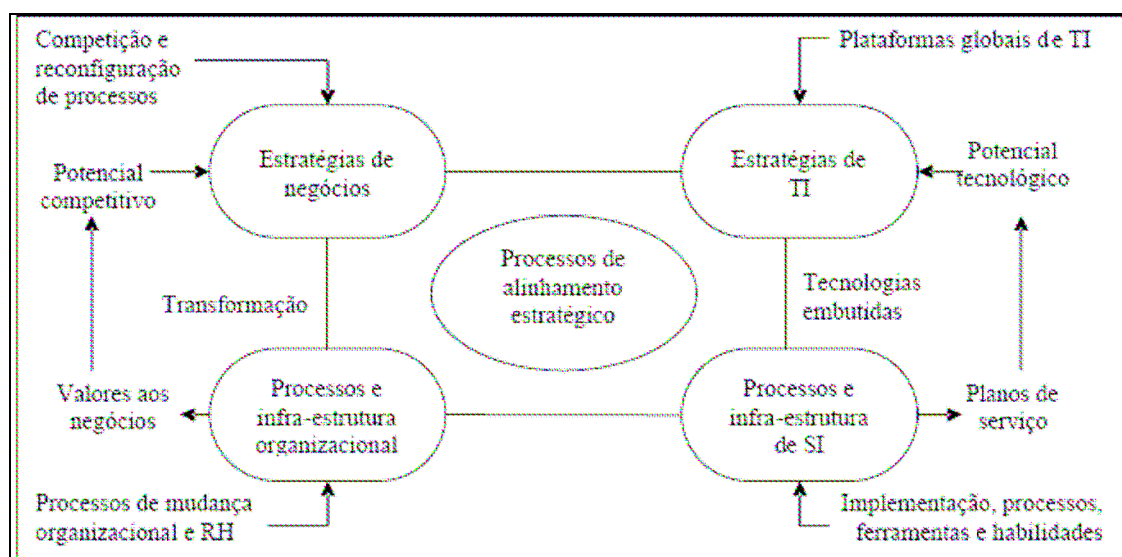 Competição e
reconfiguração
de processos
Plataformas globais de TI
Estratégias de
negócios
Estratégias de
TI
Potencial
competitivo
Potencial
tecnológico
Processos de
alinhamento
estratégico
Transformação
Tecnologias
embutidas
Valores aos
negócios
Processos e
infra-estrutura
organizacional
Processos e
infra-estrutura
de SI
Planos de
serviço
Processos de mudança
organizacional e RH
Implementação, processos,
ferramentas e habilidades